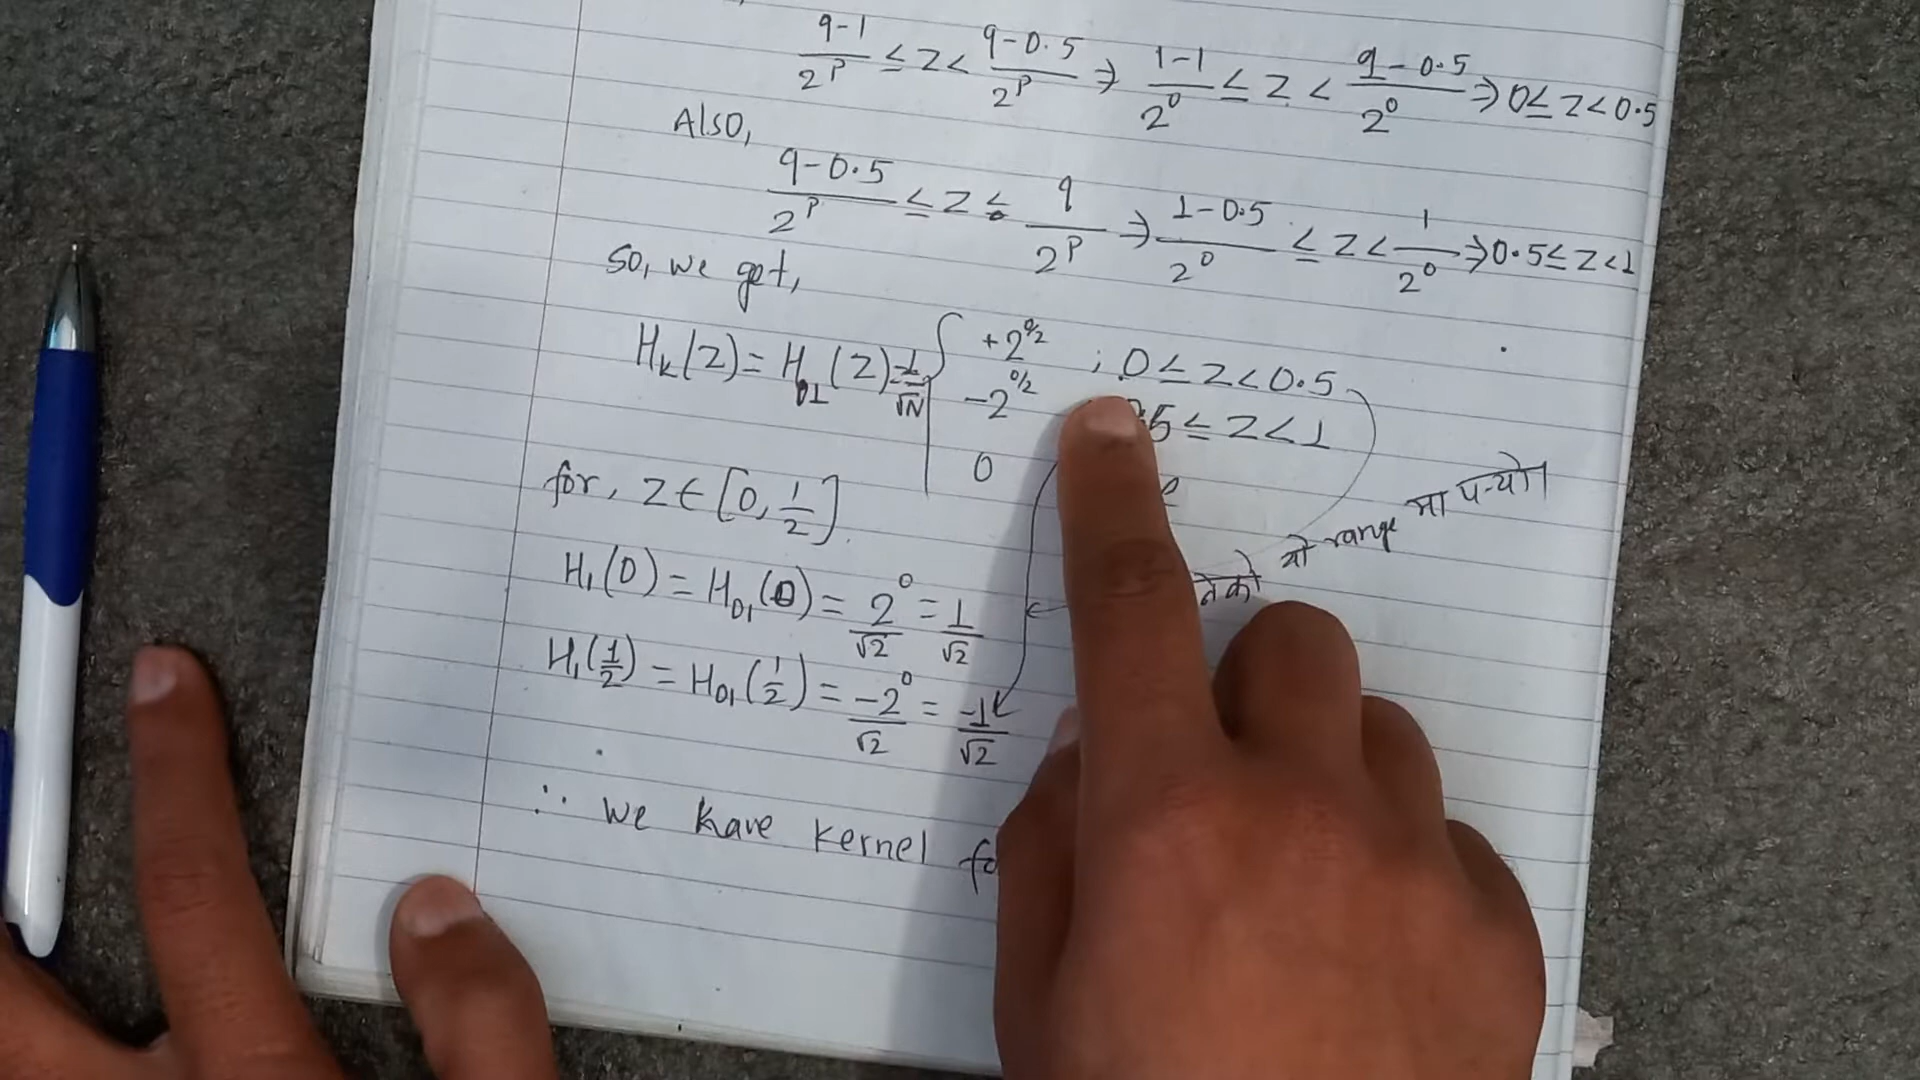 q-1/2^p ≤ z < q-0.5/2^p ⇒ 1-1/2^0 ≤ z < q-0.5/2^0 ⇒ 0 ≤ z < 0.5
Also,
q-0.5/2^p ≤ z ≤ q/2^p ⇒ 1-0.5/2^0 ≤ z < 1/2^0 ⇒ 0.5 ≤ z < 1
So, we get,
H_k(z) = H_01(z) = 1/√N { +2^0/2 ; 0 ≤ z < 0.5
-2^0/2 0.5 ≤ z < 1
0
for, z ∈ [0, 1/2]
यो range मा पर्यो।
H_1(0) = H_01(0) = 2^0/√2 = 1/√2
H_1(1/2) = H_01(1/2) = -2^0/√2 = -1/√2
∴ we have kernel